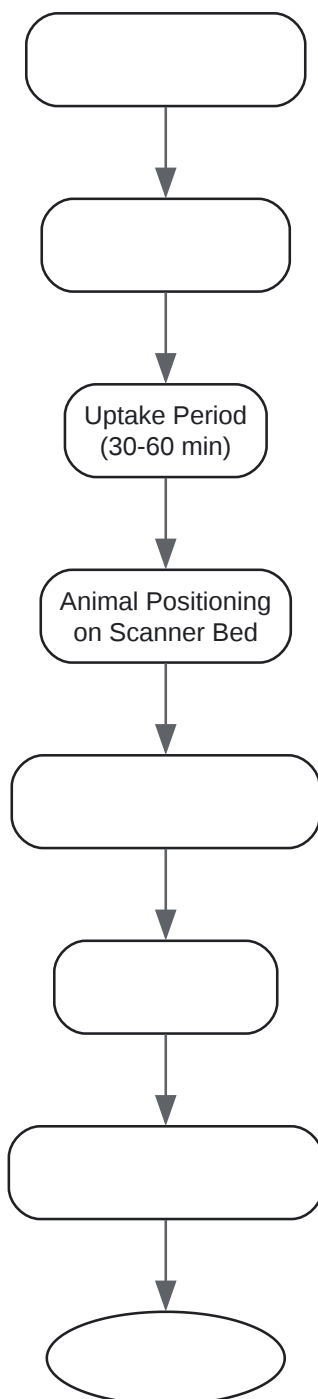 Uptake Period
(30-60 min)
Animal Positioning
on Scanner Bed